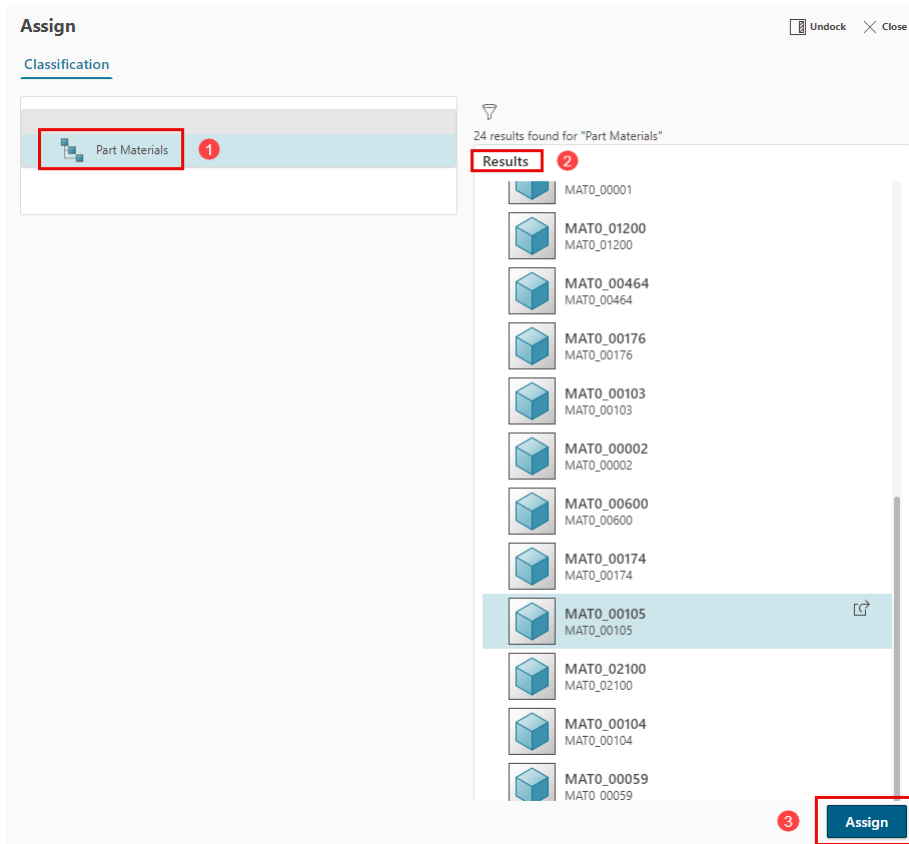 Assign
Undock
Close
Classification
Part Materials
1
24 results found for "Part Materials"
Results
2
MAT0_00001
MAT0_01200
MAT0_01200
MAT0_00464
MAT0_00464
MAT0_00176
MAT0_00176
MAT0_00103
MAT0_00103
MAT0_00002
MAT0_00002
MAT0_00600
MAT0_00600
MAT0_00174
MAT0_00174
MAT0_00105
MAT0_00105
MAT0_02100
MAT0_02100
MAT0_00104
MAT0_00104
MAT0_00059
MAT0_00059
3
Assign